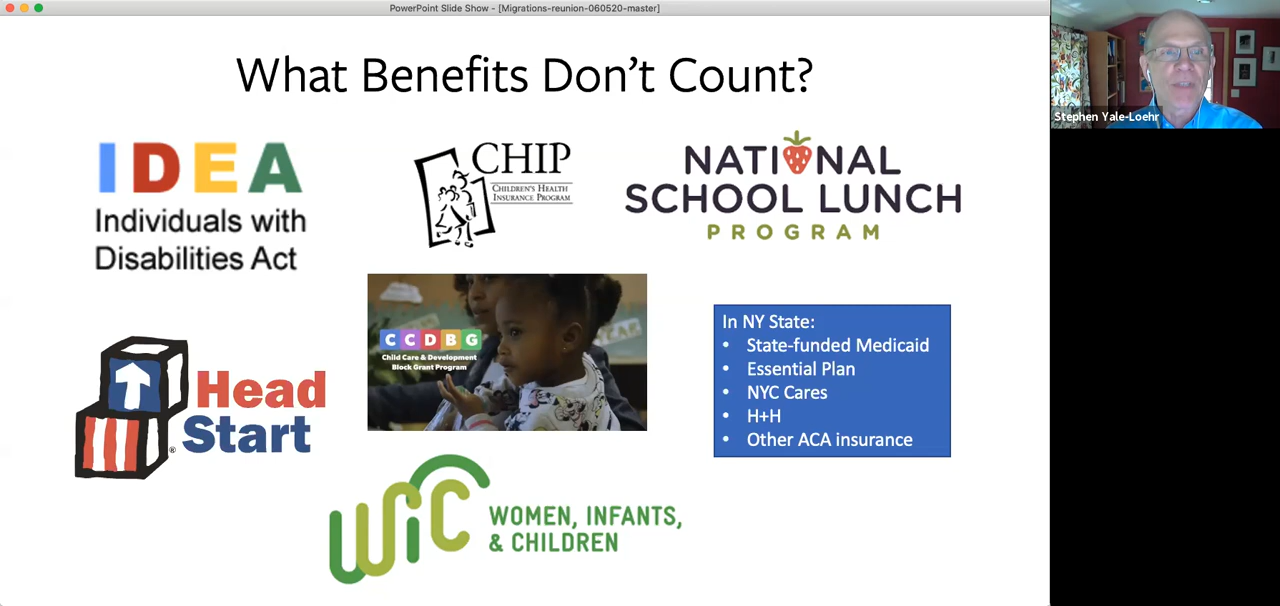 PowerPoint Slide Show - [Migrations-reunion-060520-master]
What Benefits Don't Count?
IDEA
Individuals with
Disabilities Act
CHIP
CHILDREN'S HEALTH
INSURANCE PROGRAM
NATIONAL
SCHOOL LUNCH
PROGRAM
Head
Start®
CCDBG
Child Care & Development
Block Grant Program
In NY State:
• State-funded Medicaid
• Essential Plan
• NYC Cares
• H+H
• Other ACA insurance
WiC
WOMEN, INFANTS,
& CHILDREN
Stephen Yale-Loehr